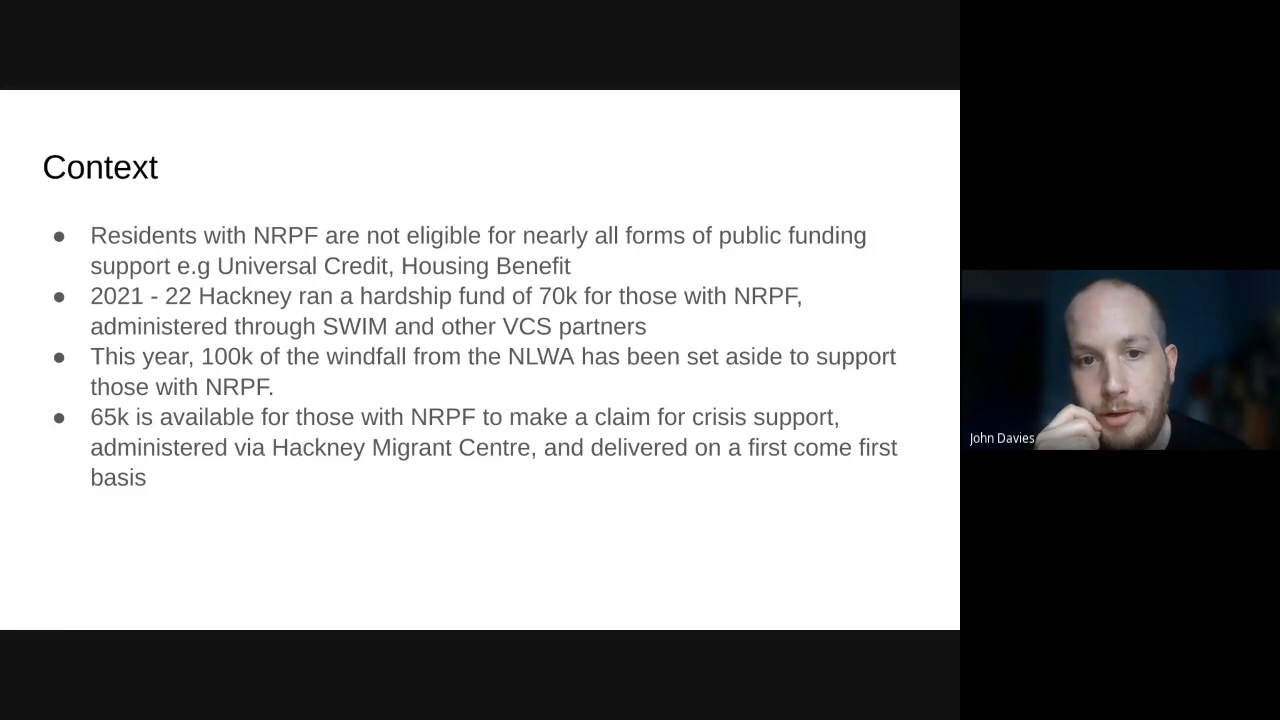 Context
● Residents with NRPF are not eligible for nearly all forms of public funding
support e.g Universal Credit, Housing Benefit
● 2021 - 22 Hackney ran a hardship fund of 70k for those with NRPF,
administered through SWIM and other VCS partners
● This year, 100k of the windfall from the NLWA has been set aside to support
those with NRPF.
● 65k is available for those with NRPF to make a claim for crisis support,
administered via Hackney Migrant Centre, and delivered on a first come first
basis
John Davies